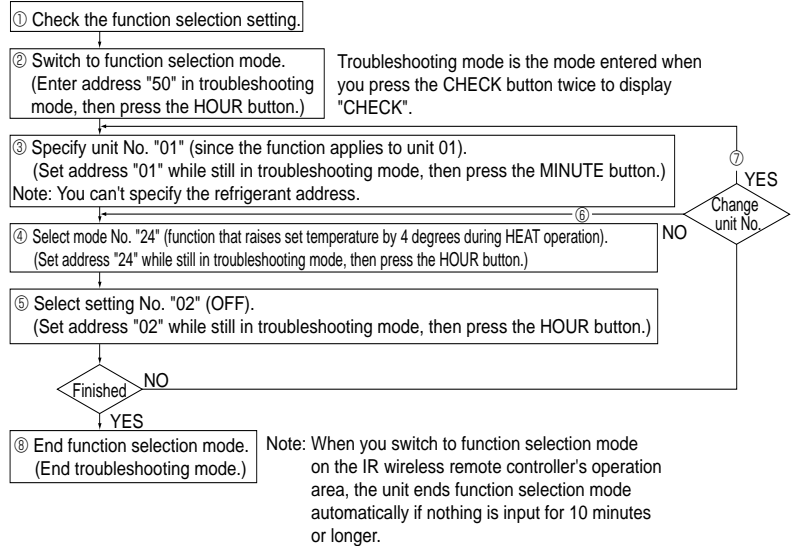 ① Check the function selection setting.
② Switch to function selection mode.
(Enter address "50" in troubleshooting
mode, then press the HOUR button.)
Troubleshooting mode is the mode entered when
you press the CHECK button twice to display
"CHECK".
③ Specify unit No. "01" (since the function applies to unit 01).
(Set address "01" while still in troubleshooting mode, then press the MINUTE button.)
Note: You can't specify the refrigerant address.
⑦
YES
Change
unit No.
⑥
NO
④ Select mode No. "24" (function that raises set temperature by 4 degrees during HEAT operation).
(Set address "24" while still in troubleshooting mode, then press the HOUR button.)
⑤ Select setting No. "02" (OFF).
(Set address "02" while still in troubleshooting mode, then press the HOUR button.)
Finished
NO
YES
⑧ End function selection mode.
(End troubleshooting mode.)
Note: When you switch to function selection mode
on the IR wireless remote controller's operation
area, the unit ends function selection mode
automatically if nothing is input for 10 minutes
or longer.